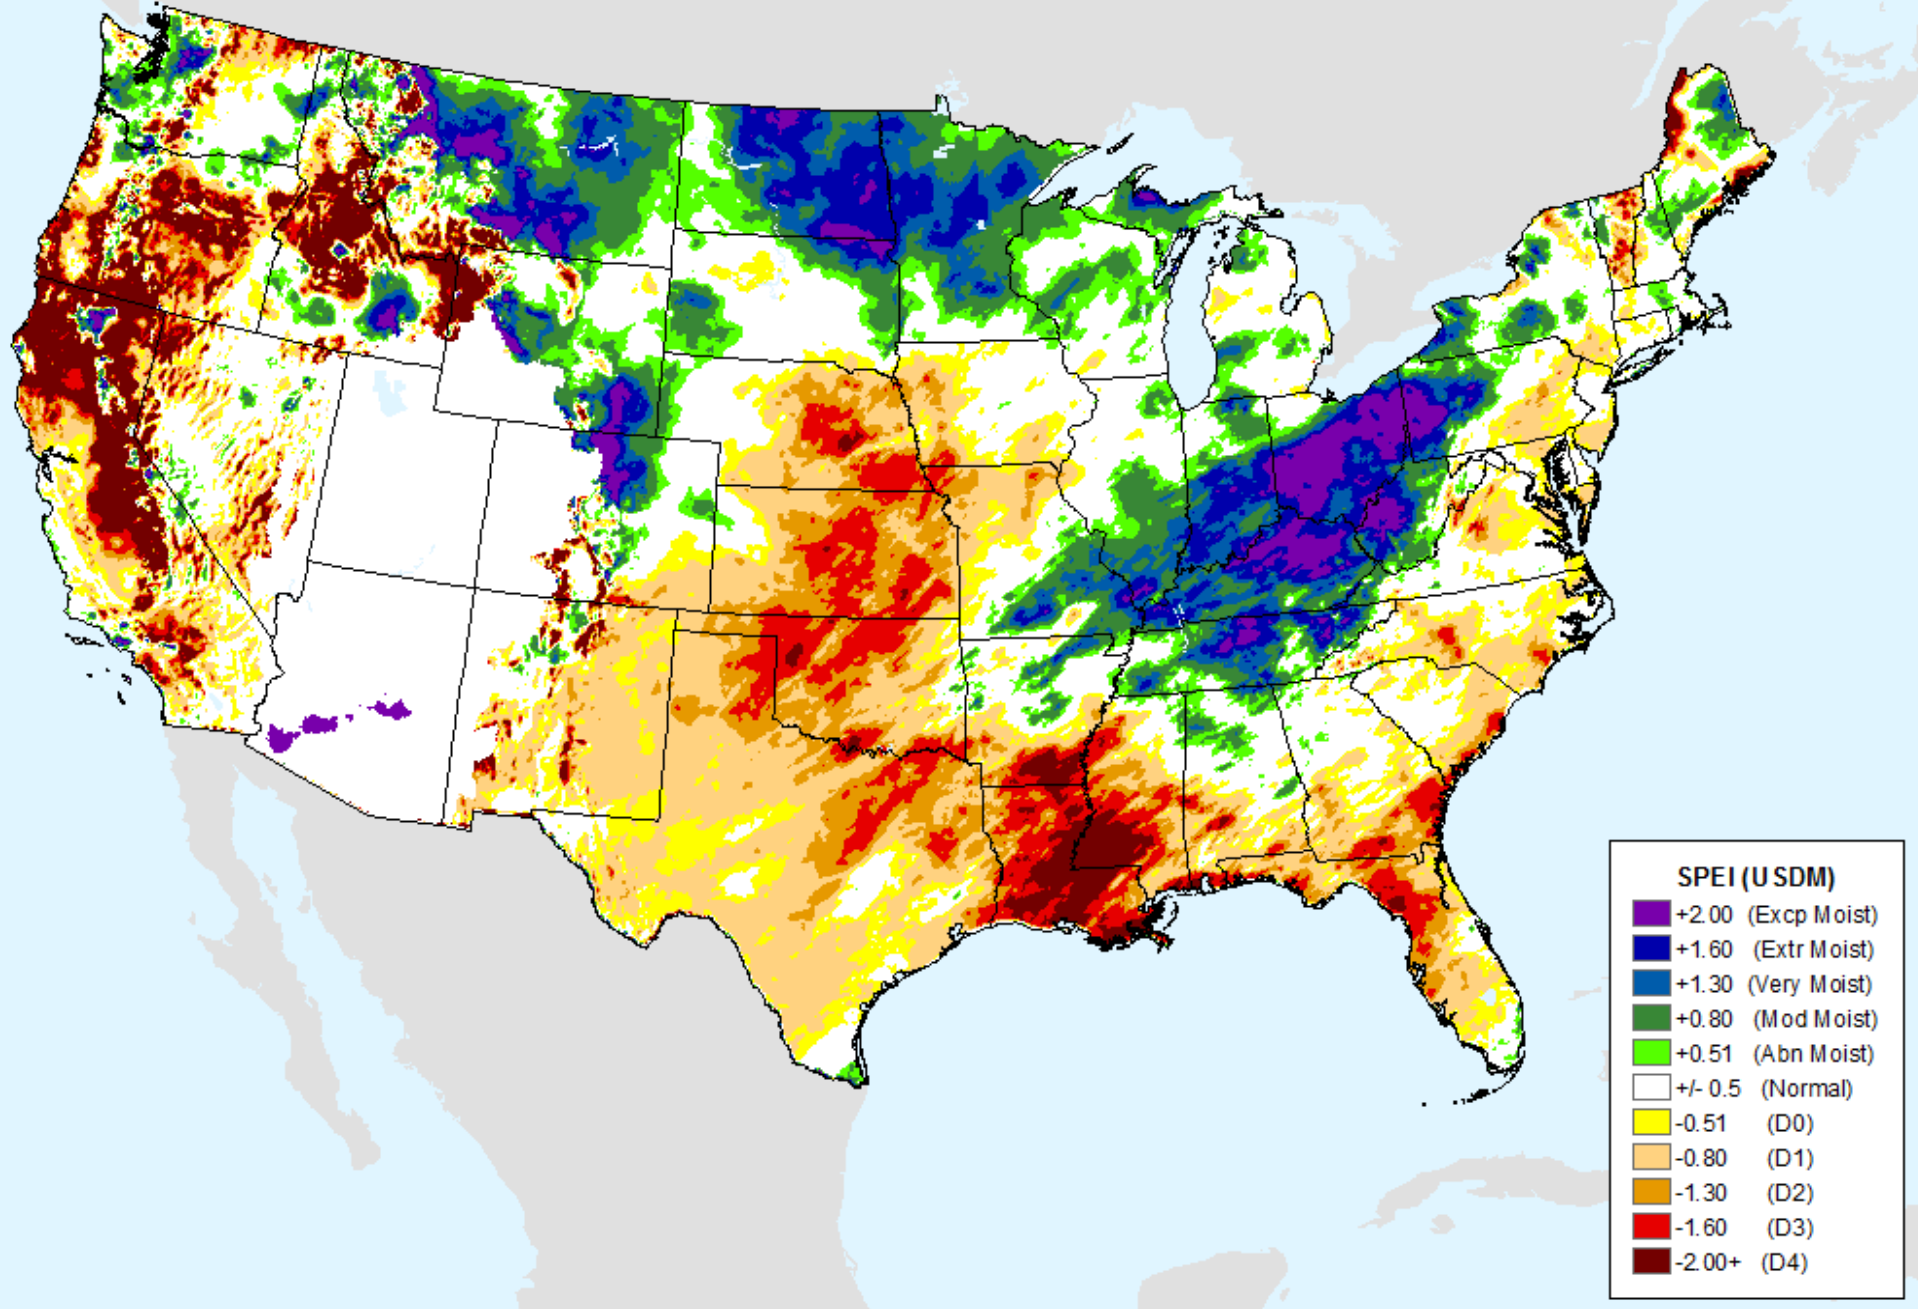 SPEI (USDM)
+2.00 (Excp Moist)
+1.60 (Extr Moist)
+1.30 (Very Moist)
+0.80 (Mod Moist)
+0.51 (Abn Moist)
+/- 0.5 (Normal)
-0.51 (D0)
-0.80 (D1)
-1.30 (D2)
-1.60 (D3)
-2.00+ (D4)